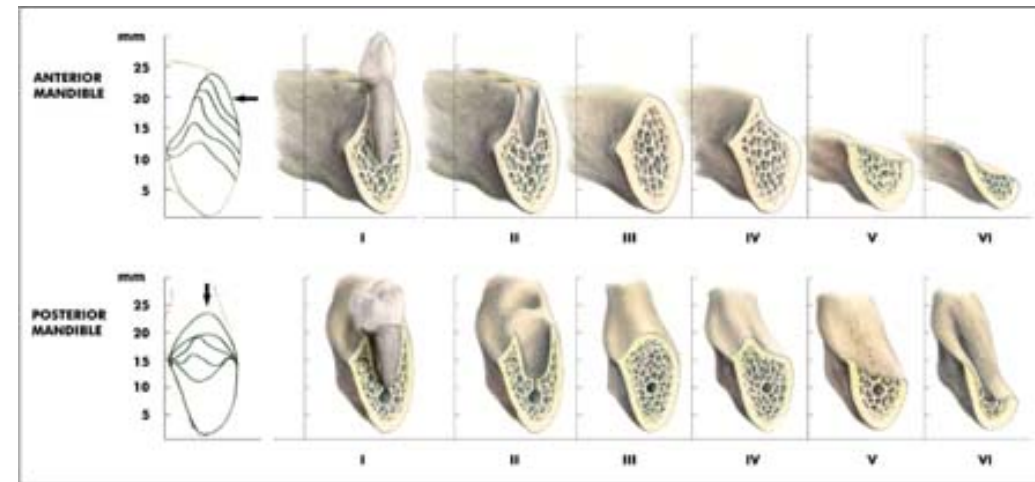 mm
25
ANTERIOR
MANDIBLE
20
15
10
5
I II III IV V VI
mm
25
POSTERIOR
MANDIBLE
20
15
10
5
I II III IV V VI